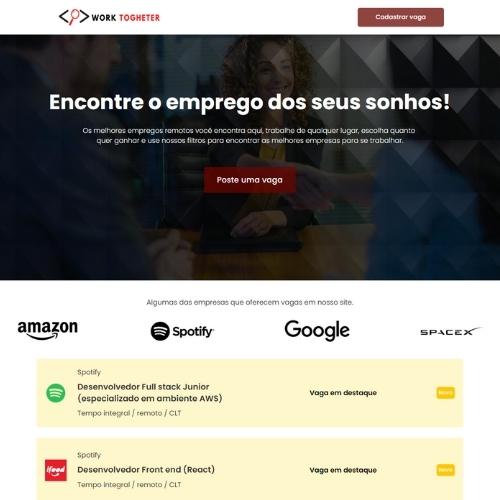 WORK TOGHETER
Cadastrar vaga
Encontre o emprego dos seus sonhos!
Os melhores empregos remotos você encontra aqui, trabalhe de qualquer lugar, escolha quanto
quer ganhar e use nossos filtros para encontrar as melhores empresas para se trabalhar.
Poste uma vaga
Algumas das empresas que oferecem vagas em nosso site.
amazon
Spotify
Google
SPACEX
Spotify
Desenvolvedor Full stack Junior
(especializado em ambiente AWS)
Tempo integral / remoto / CLT
Vaga em destaque
Novo
Spotify
ifood
Desenvolvedor Front end (React)
Tempo integral / remoto / CLT
Vaga em destaque
Novo